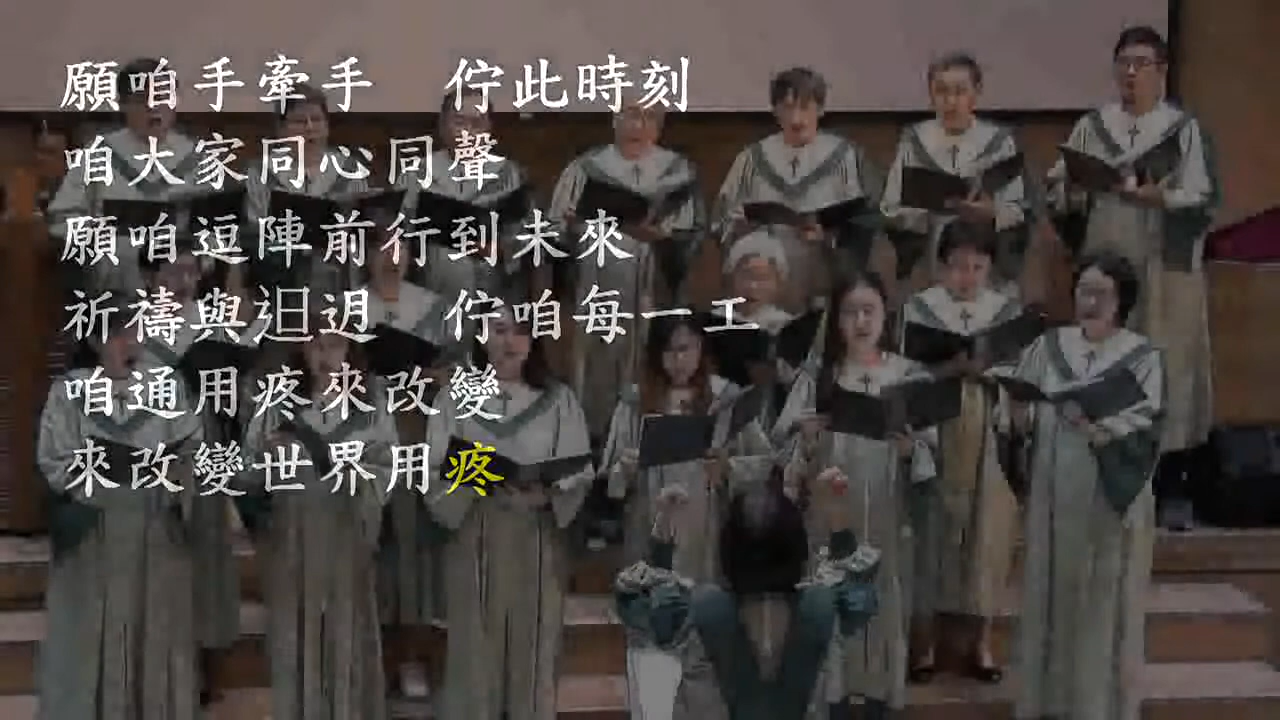 願咱手牽手 佇此時刻
咱大家同心同聲
願咱逗陣前行到未來
祈禱與𨑨迌 佇咱每一工
咱通用疼來改變
來改變世界用疼